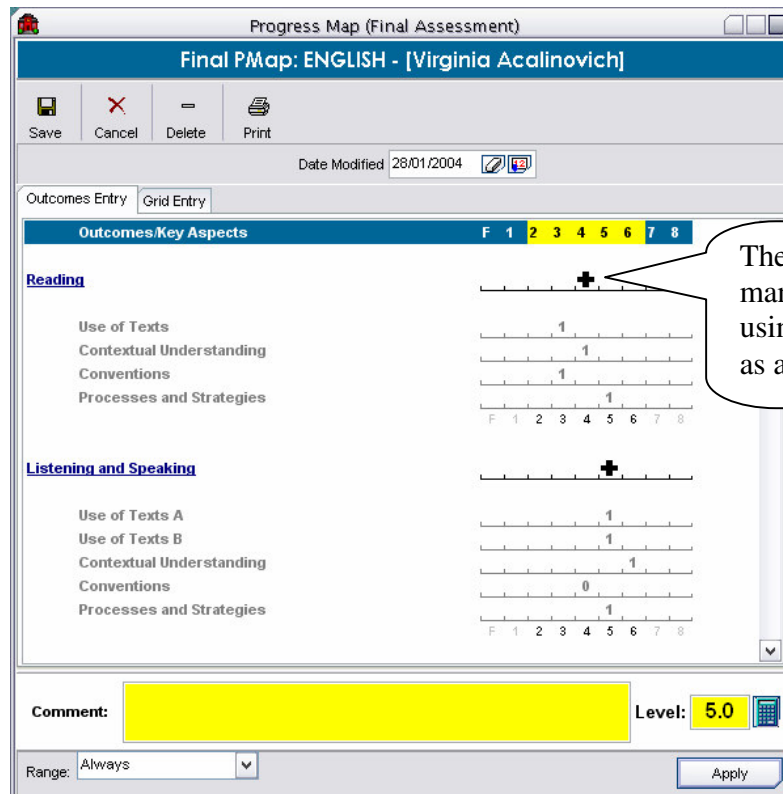 Progress Map (Final Assessment)
Final PMap: ENGLISH - [Virginia Acalinovich]
Save Cancel Delete Print
Date Modified 28/01/2004
Outcomes Entry Grid Entry
Outcomes/Key Aspects F 1 2 3 4 5 6 7 8
Reading
Use of Texts 1
Contextual Understanding 1
Conventions 1
Processes and Strategies 1
F 1 2 3 4 5 6 7 8
The
man
usin
as a
Listening and Speaking
Use of Texts A 1
Use of Texts B 1
Contextual Understanding 1
Conventions 0
Processes and Strategies 1
F 1 2 3 4 5 6 7 8
Comment: Level: 5.0
Range: Always Apply